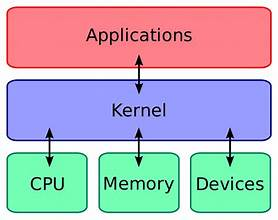 Applications
Kernel
CPU
Memory
Devices